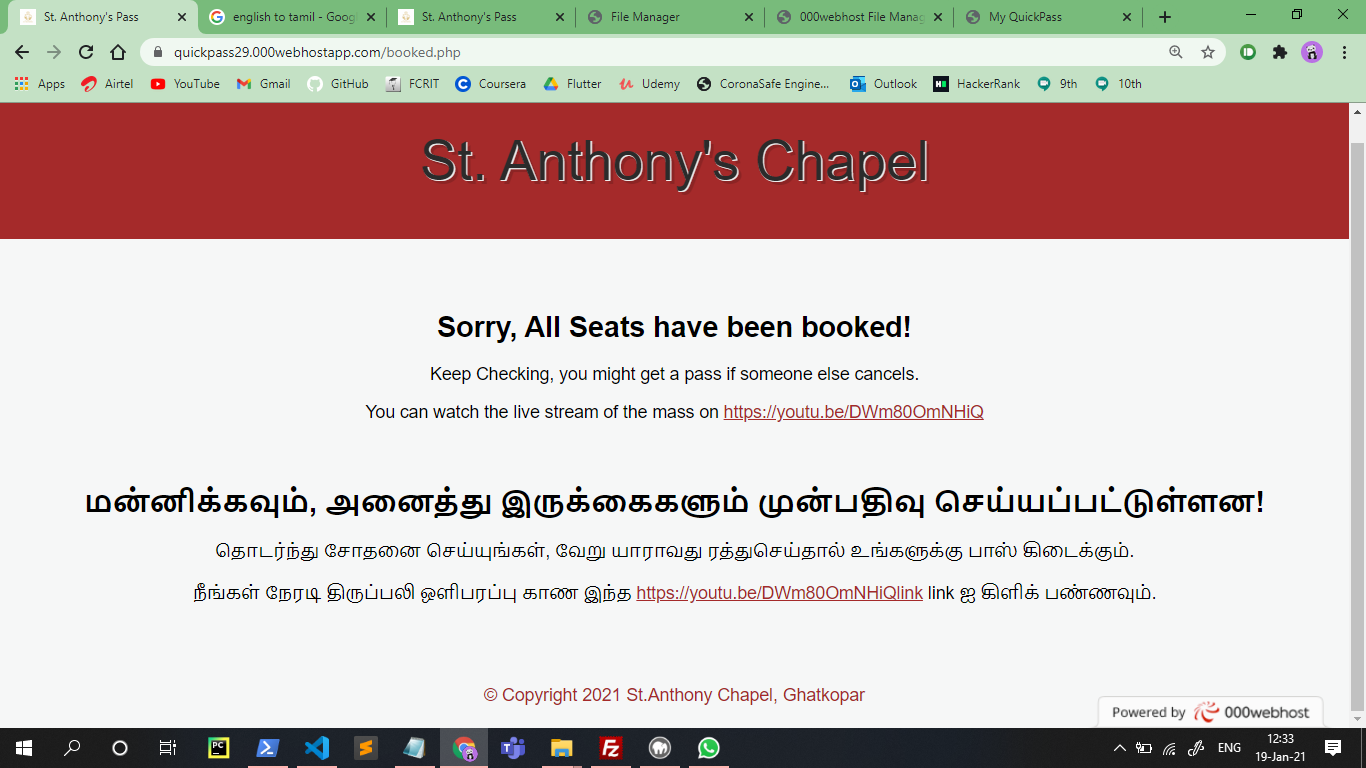 St. Anthony's Pass
english to tamil - Goog
St. Anthony's Pass
File Manager
000webhost File Manag
My QuickPass
quickpass29.000webhostapp.com/booked.php
Apps Airtel YouTube Gmail GitHub FCRIT Coursera Flutter Udemy CoronaSafe Engine... Outlook HackerRank 9th 10th
St. Anthony's Chapel
Sorry, All Seats have been booked!
Keep Checking, you might get a pass if someone else cancels.
You can watch the live stream of the mass on https://youtu.be/DWm80OmNHiQ
மன்னிக்கவும், அனைத்து இருக்கைகளும் முன்பதிவு செய்யப்பட்டுள்ளன!
தொடர்ந்து சோதனை செய்யுங்கள், வேறு யாராவது ரத்துசெய்தால் உங்களுக்கு பாஸ் கிடைக்கும்.
நீங்கள் நேரடி திருப்பலி ஒளிபரப்பு காண இந்த https://youtu.be/DWm80OmNHiQlink link ஐ கிளிக் பண்ணவும்.
© Copyright 2021 St.Anthony Chapel, Ghatkopar
Powered by 000webhost
ENG
12:33
19-Jan-21